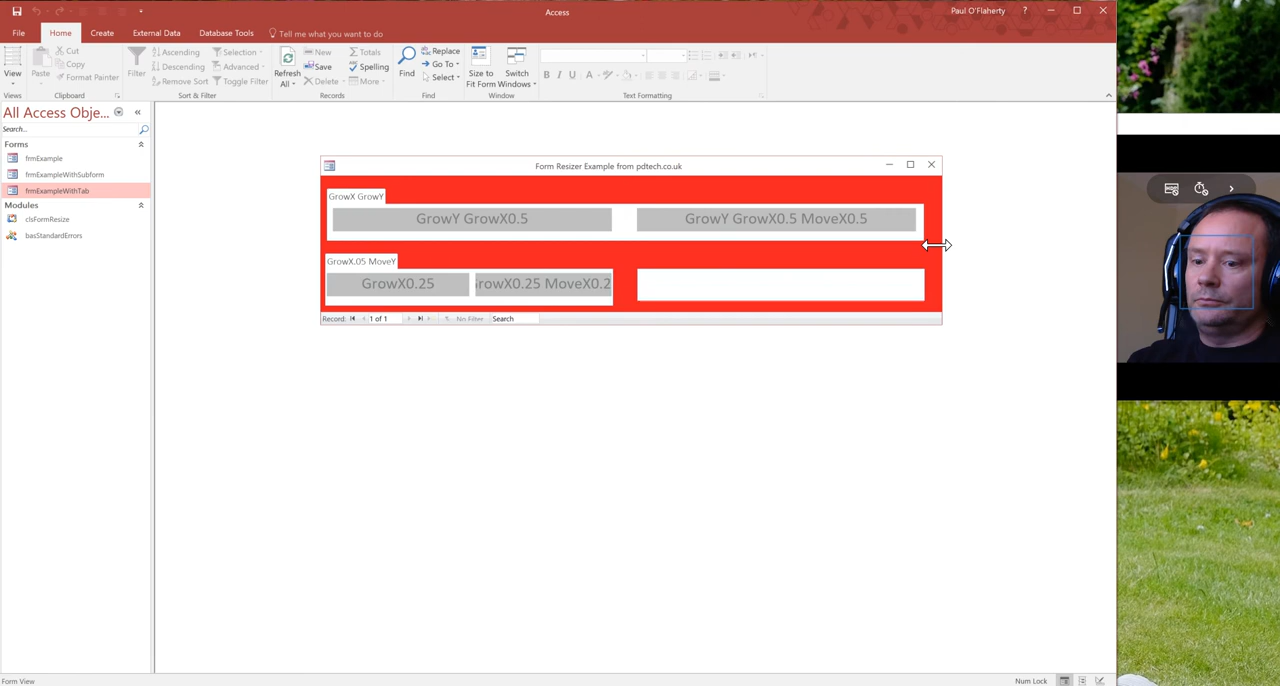 Access
Paul O'Flaherty ?
File Home Create External Data Database Tools Tell me what you want to do
View
Views
Paste
Cut
Copy
Format Painter
Clipboard
Filter
Ascending
Descending
Remove Sort
Selection
Advanced
Toggle Filter
Sort & Filter
Refresh
All
New
Save
Delete
Totals
Spelling
More
Records
Find
Replace
Go To
Select
Find
Size to
Fit Form
Switch
Windows
Window
B I U A
Text Formatting
All Access Obje... «
Search...
Forms
frmExample
frmExampleWithSubform
frmExampleWithTab
Modules
clsFormResize
basStandardErrors
Form Resizer Example from pdtech.co.uk
GrowX GrowY
GrowY GrowX0.5 GrowY GrowX0.5 MoveX0.5
GrowX.05 MoveY
GrowX0.25 rowX0.25 MoveX0.2
Record: 1 of 1 No Filter Search
Form View Num Lock